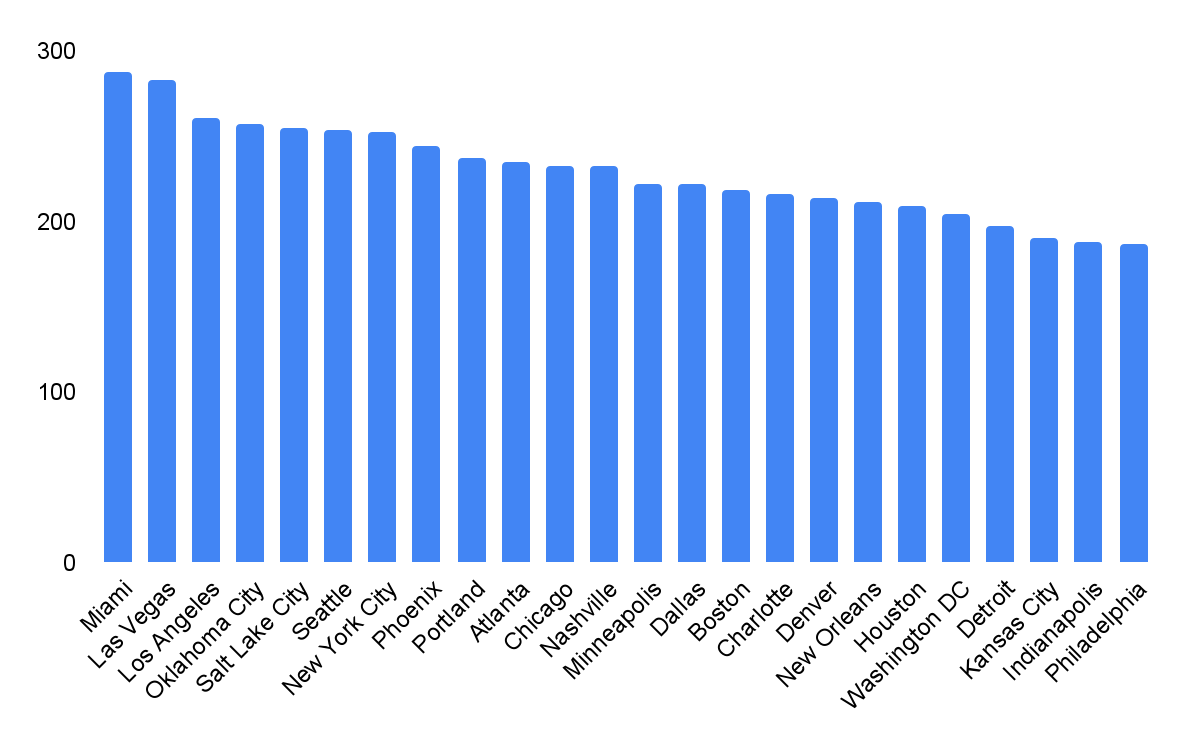 300
200
100
0
Miami
Las Vegas
Los Angeles
Oklahoma City
Salt Lake City
Seattle
New York City
Phoenix
Portland
Atlanta
Chicago
Nashville
Minneapolis
Dallas
Boston
Charlotte
Denver
New Orleans
Houston
Washington DC
Detroit
Kansas City
Indianapolis
Philadelphia